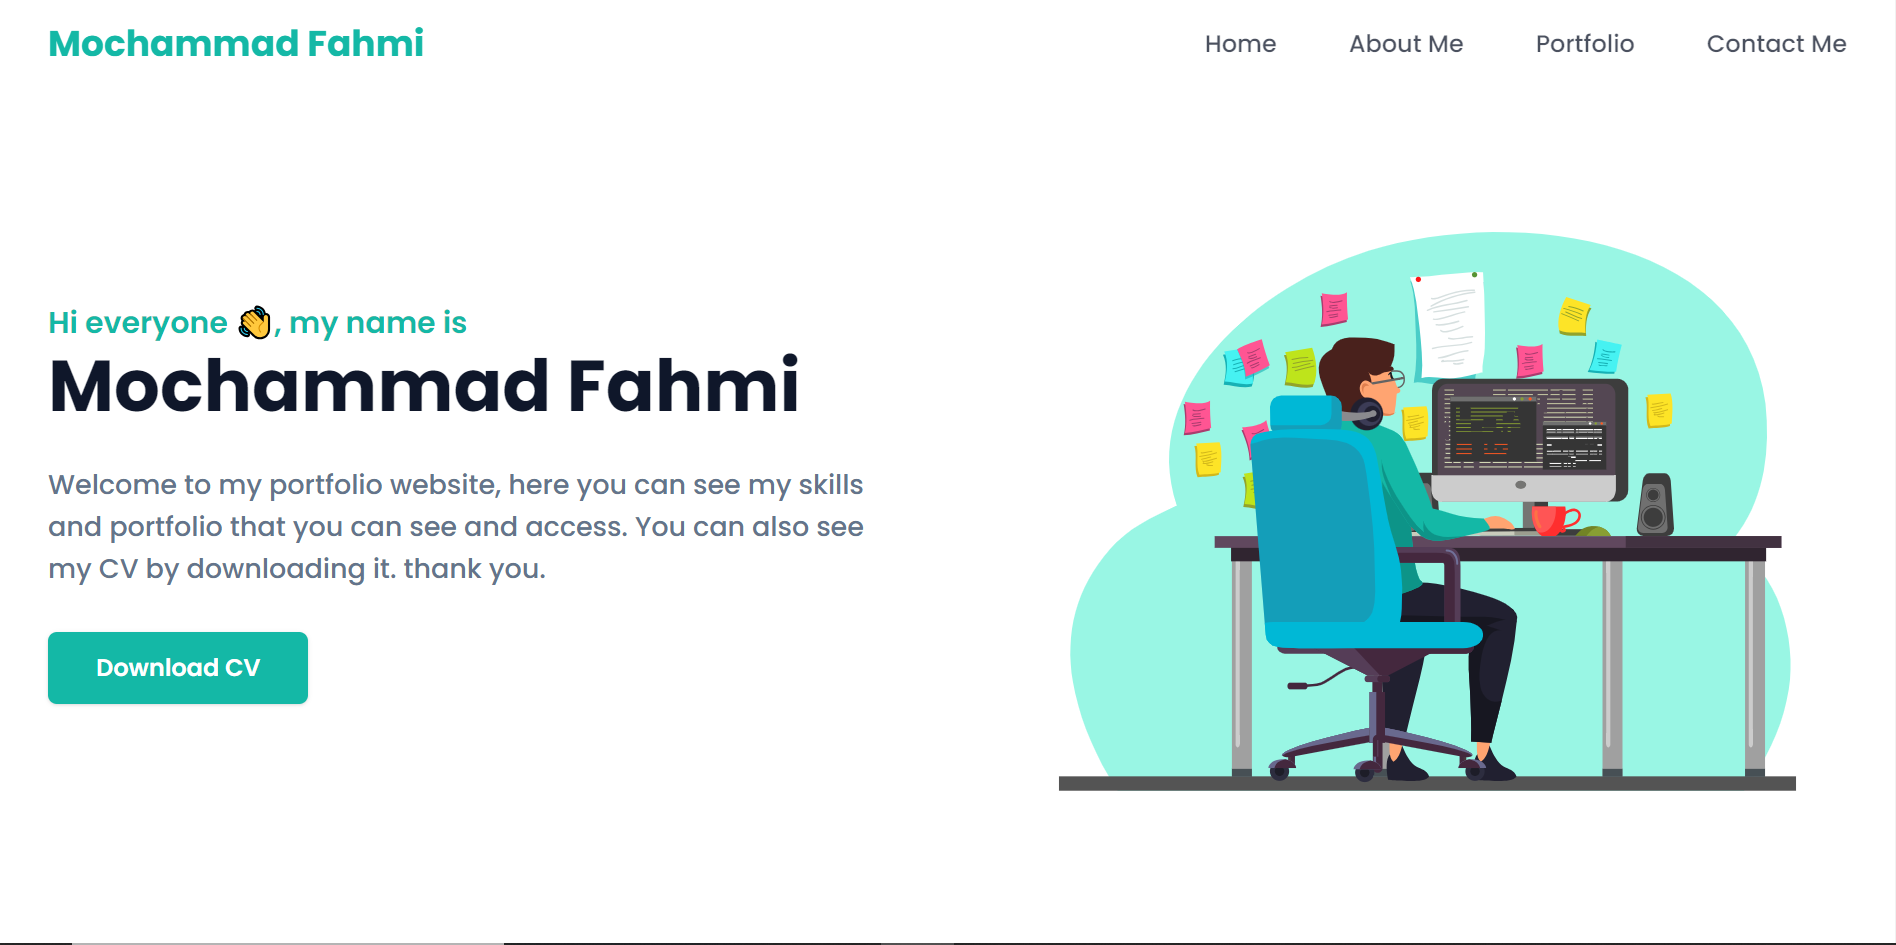 Mochammad Fahmi
Home
About Me
Portfolio
Contact Me
Hi everyone 👋, my name is
Mochammad Fahmi
Welcome to my portfolio website, here you can see my skills
and portfolio that you can see and access. You can also see
my CV by downloading it. thank you.
Download CV